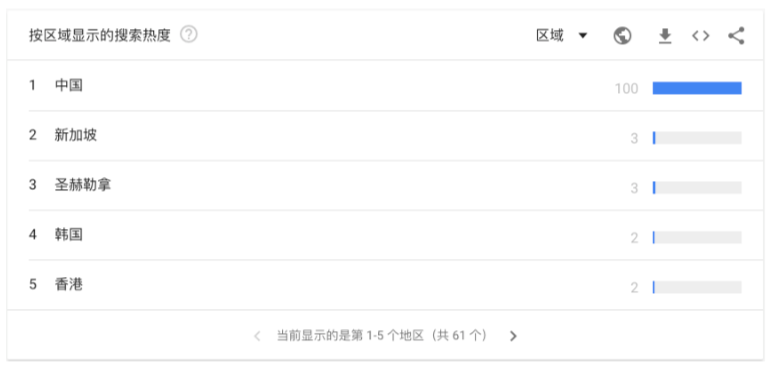 按区域显示的搜索热度 ?
区域
1 中国 100
2 新加坡 3
3 圣赫勒拿 3
4 韩国 2
5 香港 2
当前显示的是第 1-5 个地区（共 61 个）